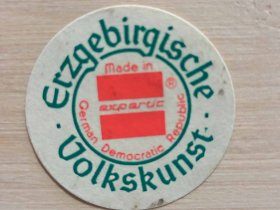 Erzgebirgische
Made in
expertic
®
German Democratic Republic
· Volkskunst ·